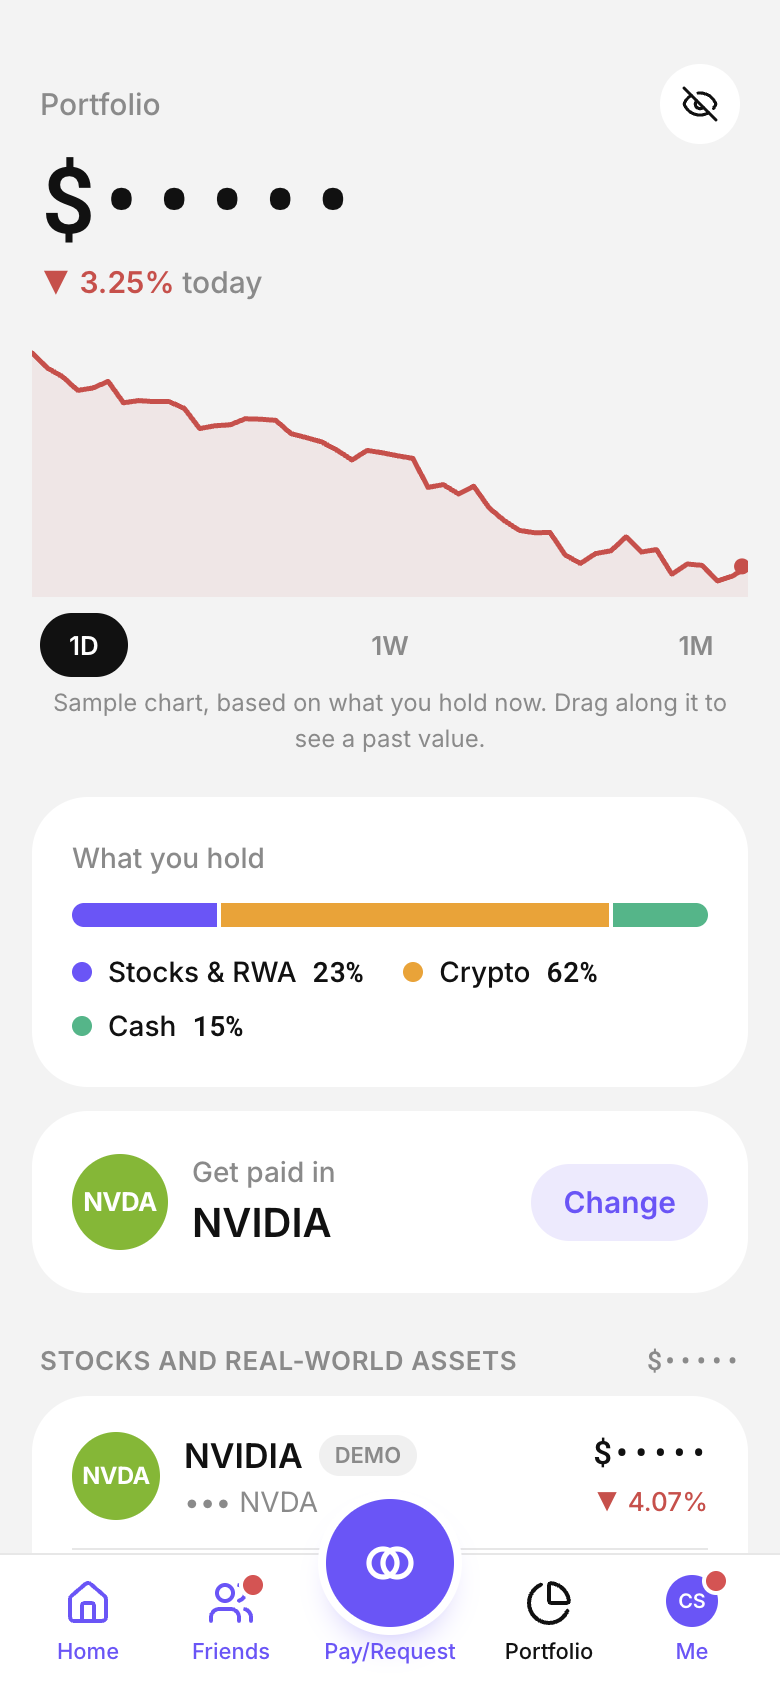 Portfolio
$•••••
▼ 3.25% today
1D 1W 1M
Sample chart, based on what you hold now. Drag along it to
see a past value.
What you hold
Stocks & RWA 23% Crypto 62%
Cash 15%
NVDA
Get paid in
NVIDIA
Change
STOCKS AND REAL-WORLD ASSETS $•••••
NVDA
NVIDIA DEMO $•••••
••• NVDA ▼ 4.07%
CS
Home Friends Pay/Request Portfolio Me